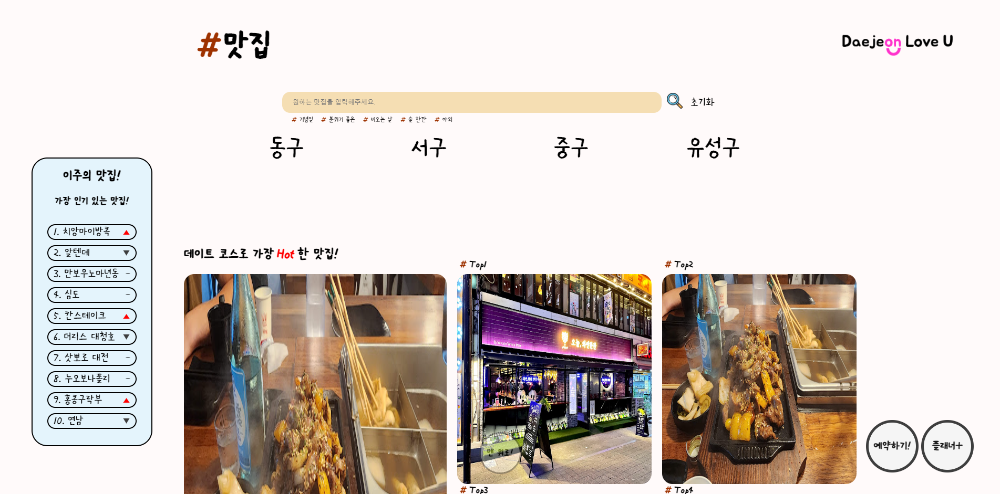 #맛집
Daejeon Love U
원하는 맛집을 입력해주세요.
초기화
# 기념일 # 분위기 좋은 # 비오는 날 # 술 한잔 # 야외
동구 서구 중구 유성구
이주의 맛집!
가장 인기 있는 맛집!
1. 치앙마이방콕 ▲
2. 알텐데 ▼
3. 만보우노마년동 -
4. 심도 -
5. 칸스테이크 ▲
6. 더리스 대청호 ▼
7. 삿뽀로 대전 -
8. 누오보나폴리 -
9. 홍콩구락부 ▲
10. 연남 ▼
데이트 코스로 가장 Hot 한 맛집!
# Top1
# Top2
KOREAN WINE PUB
오늘, 와인한잔
맨 위로!
# Top3
# Top4
예약하기!
플래너+